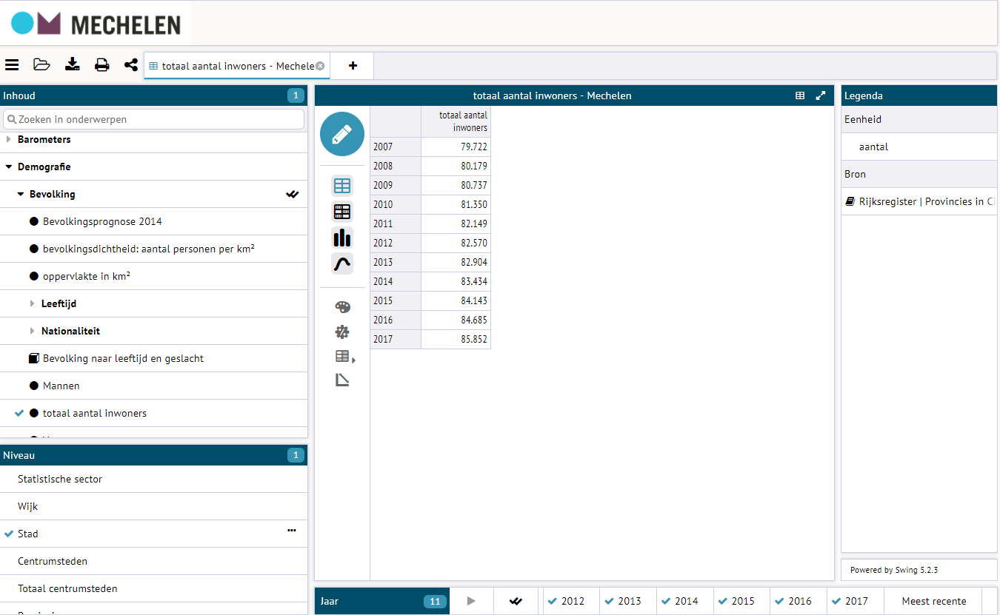 MECHELEN
totaal aantal inwoners - Mechele
+
Inhoud 1
Zoeken in onderwerpen
Barometers
Demografie
Bevolking
Bevolkingsprognose 2014
bevolkingsdichtheid: aantal personen per km²
oppervlakte in km²
Leeftijd
Nationaliteit
Bevolking naar leeftijd en geslacht
Mannen
totaal aantal inwoners
Niveau 1
Statistische sector
Wijk
Stad
Centrumsteden
Totaal centrumsteden
totaal aantal inwoners - Mechelen
totaal aantal
inwoners
2007 79.722
2008 80.179
2009 80.737
2010 81.350
2011 82.149
2012 82.570
2013 82.904
2014 83.434
2015 84.143
2016 84.685
2017 85.852
Legenda
Eenheid
aantal
Bron
Rijksregister | Provincies in Ci
Powered by Swing 5.2.3
Jaar 11 2012 2013 2014 2015 2016 2017 Meest recente